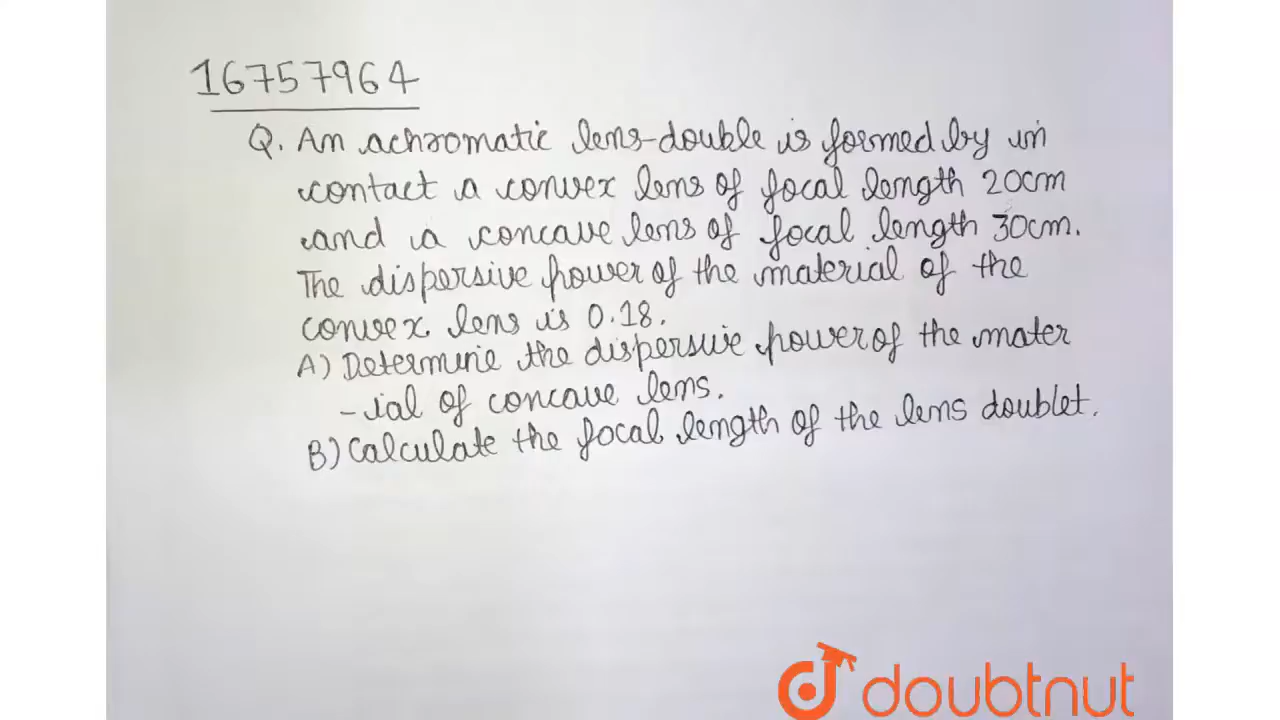 16757964
Q. An achromatic lens-double is formed by in
contact a convex lens of focal length 20cm
and a concave lens of focal length 30cm.
The dispersive power of the material of the
convex lens is 0.18.
A) Determine the dispersive power of the mater
-ial of concave lens.
B) Calculate the focal length of the lens doublet.
doubtnut